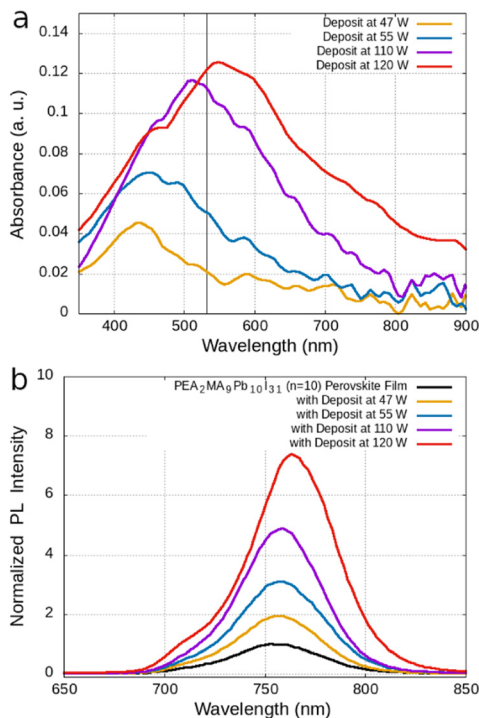 a
Deposit at 47 W
Deposit at 55 W
Deposit at 110 W
Deposit at 120 W
0.14
0.12
0.1
0.08
0.06
0.04
0.02
0
Absorbance (a. u.)
400 500 600 700 800 900
Wavelength (nm)
b
PEA₂MA₉Pb₁₀I₃₁ (n=10) Perovskite Film
with Deposit at 47 W
with Deposit at 55 W
with Deposit at 110 W
with Deposit at 120 W
10
8
6
4
2
0
Normalized PL Intensity
650 700 750 800 850
Wavelength (nm)